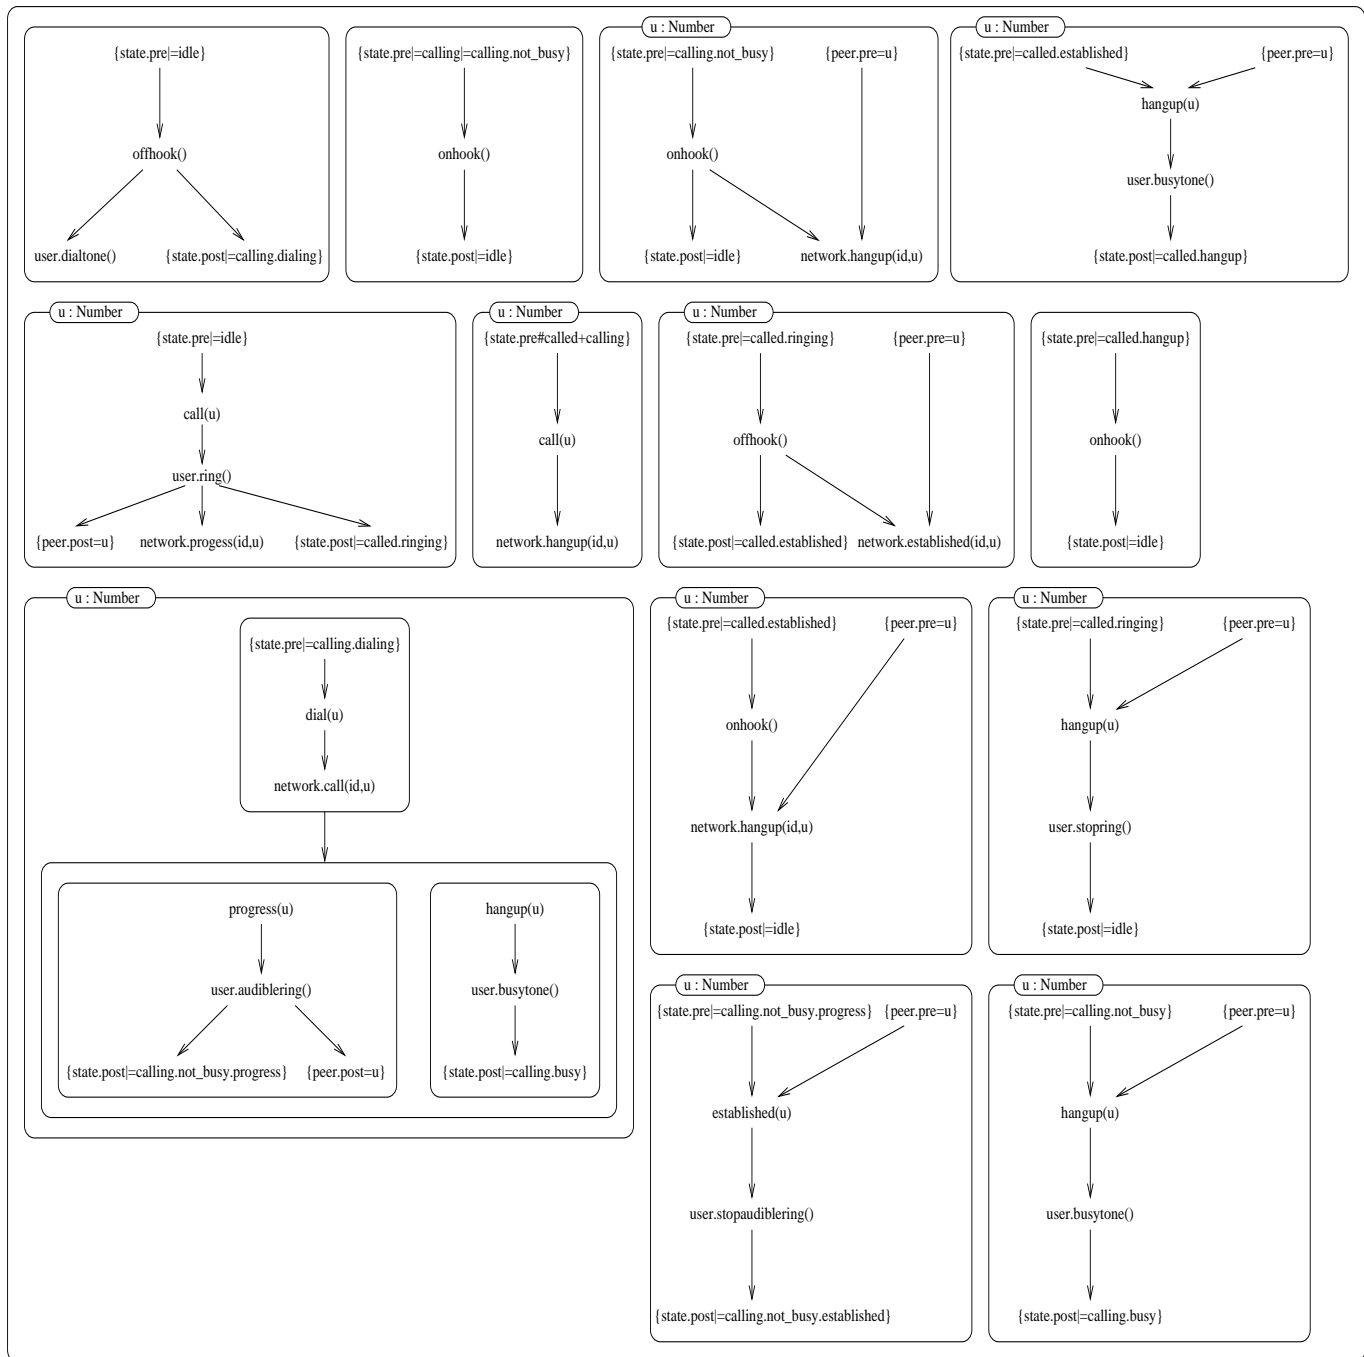 u : Number
u : Number
{state.pre|=idle}
{state.pre|=calling|=calling.not_busy}
{state.pre|=calling.not_busy}
{peer.pre=u}
{state.pre|=called.established}
{peer.pre=u}
hangup(u)
offhook()
onhook()
onhook()
user.busytone()
user.dialtone()
{state.post|=calling.dialing}
{state.post|=idle}
{state.post|=idle}
network.hangup(id,u)
{state.post|=called.hangup}
u : Number
u : Number
u : Number
{state.pre|=idle}
{state.pre#called+calling}
{state.pre|=called.ringing}
{peer.pre=u}
{state.pre|=called.hangup}
call(u)
call(u)
offhook()
onhook()
user.ring()
{peer.post=u}
network.progess(id,u)
{state.post|=called.ringing}
network.hangup(id,u)
{state.post|=called.established}
network.established(id,u)
{state.post|=idle}
u : Number
{state.pre|=calling.dialing}
dial(u)
network.call(id,u)
progress(u)
user.audiblering()
{state.post|=calling.not_busy.progress}
{peer.post=u}
hangup(u)
user.busytone()
{state.post|=calling.busy}
u : Number
{state.pre|=called.established}
{peer.pre=u}
onhook()
network.hangup(id,u)
{state.post|=idle}
u : Number
{state.pre|=called.ringing}
{peer.pre=u}
hangup(u)
user.stopring()
{state.post|=idle}
u : Number
{state.pre|=calling.not_busy.progress}
{peer.pre=u}
established(u)
user.stopaudiblering()
{state.post|=calling.not_busy.established}
u : Number
{state.pre|=calling.not_busy}
{peer.pre=u}
hangup(u)
user.busytone()
{state.post|=calling.busy}